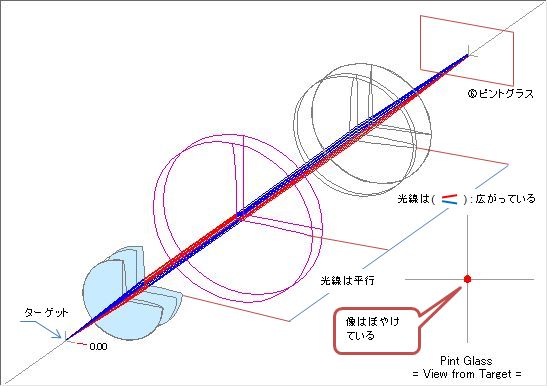 ⑥ピントグラス
光線は( ):広がっている
光線は平行
ターゲット
0.00
像はぼやけ
ている
Pint Glass
= View from Target =